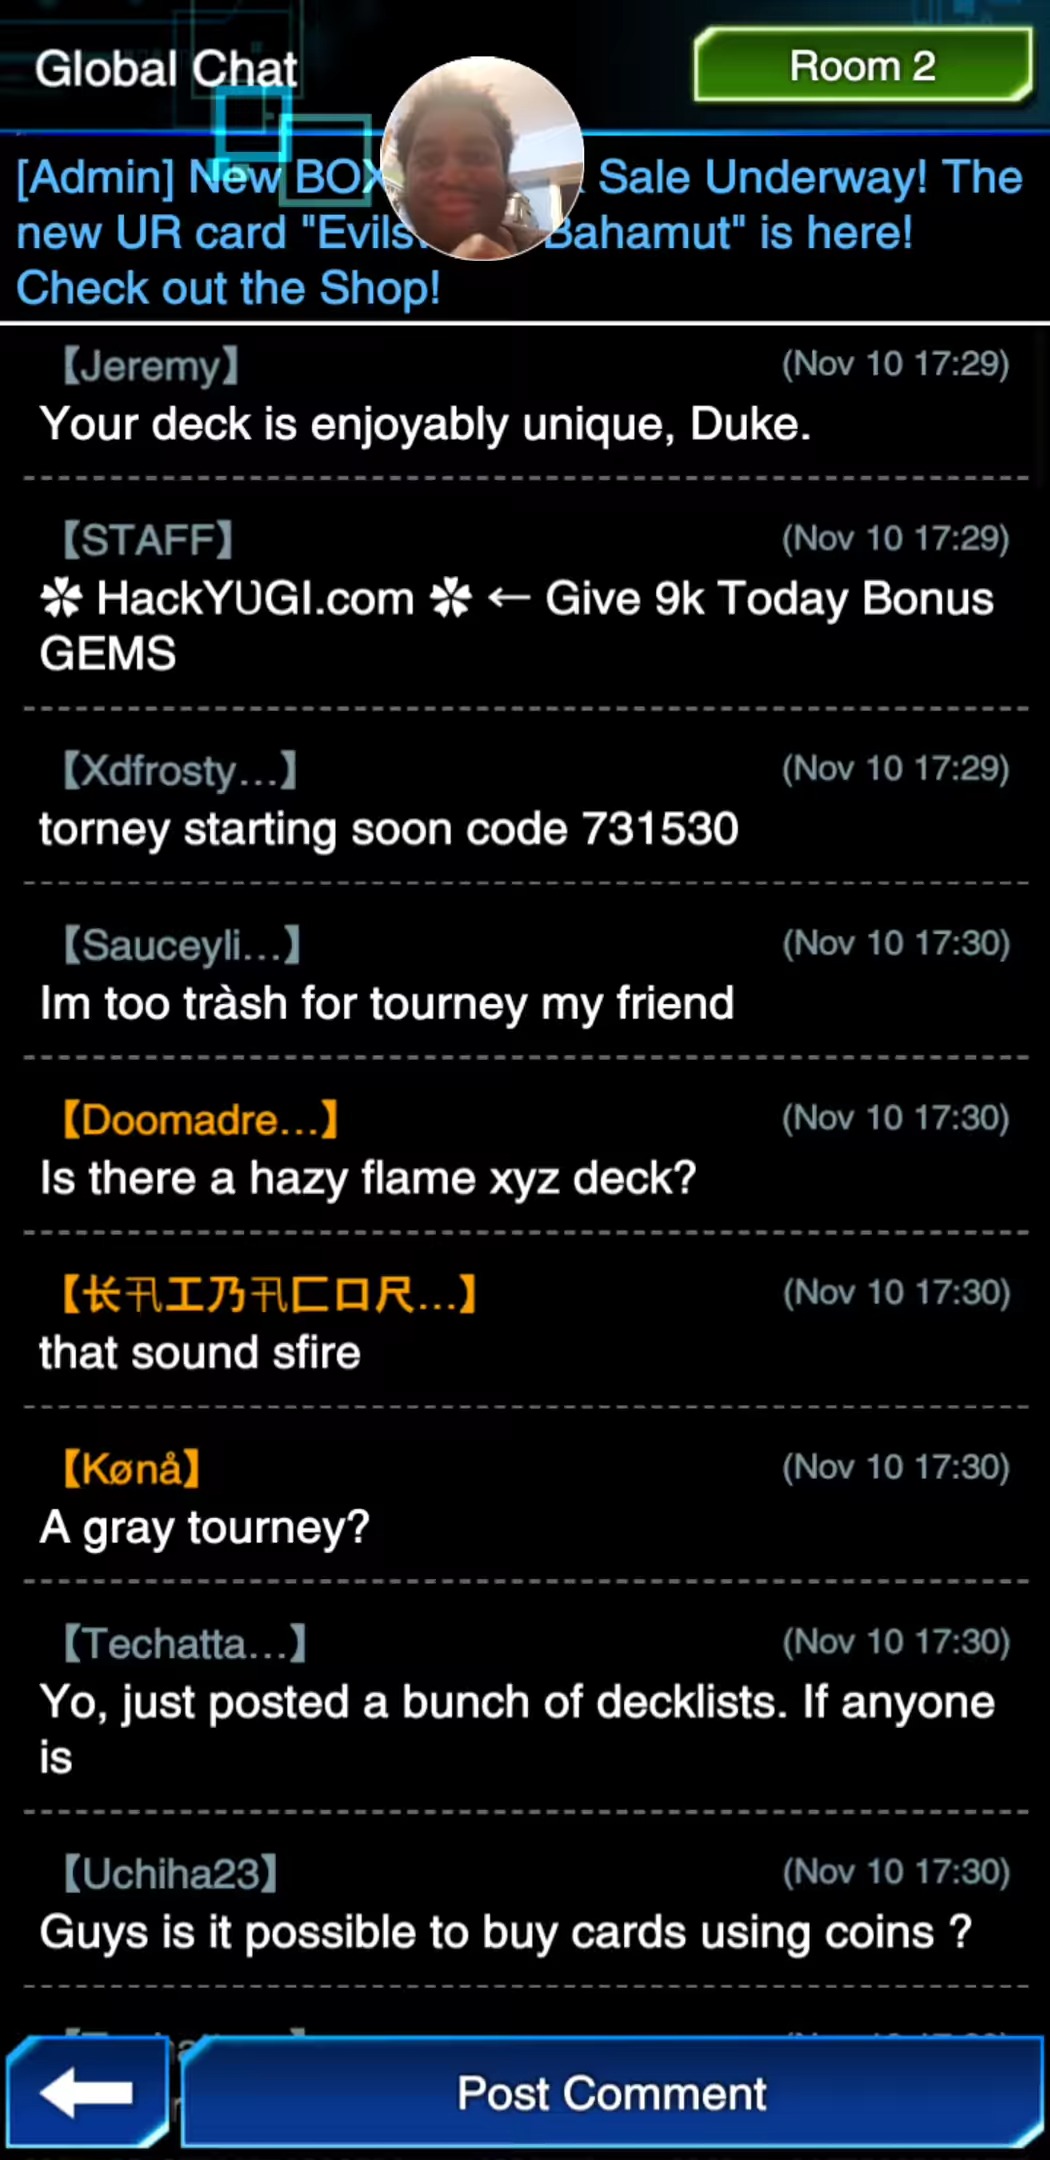 Global Chat
Room 2
[Admin] New BOX Sale Underway! The
new UR card "Evils Bahamut" is here!
Check out the Shop!
【Jeremy】 (Nov 10 17:29)
Your deck is enjoyably unique, Duke.
【STAFF】 (Nov 10 17:29)
✽ HackYƱGI.com ✽ ← Give 9k Today Bonus
GEMS
【Xdfrosty...】 (Nov 10 17:29)
torney starting soon code 731530
【Sauceyli...】 (Nov 10 17:30)
Im too tràsh for tourney my friend
【Doomadre...】 (Nov 10 17:30)
Is there a hazy flame xyz deck?
【长卂工乃卂匚口尺...】 (Nov 10 17:30)
that sound sfire
【Kønå】 (Nov 10 17:30)
A gray tourney?
【Techatta...】 (Nov 10 17:30)
Yo, just posted a bunch of decklists. If anyone
is
【Uchiha23】 (Nov 10 17:30)
Guys is it possible to buy cards using coins ?
Post Comment